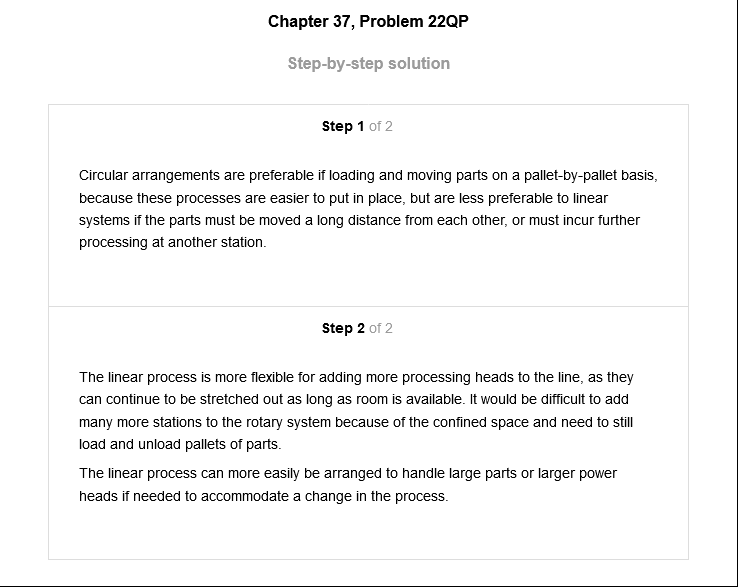 Chapter 37, Problem 22QP
Step-by-step solution
Step 1 of 2
Circular arrangements are preferable if loading and moving parts on a pallet-by-pallet basis,
because these processes are easier to put in place, but are less preferable to linear
systems if the parts must be moved a long distance from each other, or must incur further
processing at another station.
Step 2 of 2
The linear process is more flexible for adding more processing heads to the line, as they
can continue to be stretched out as long as room is available. It would be difficult to add
many more stations to the rotary system because of the confined space and need to still
load and unload pallets of parts.
The linear process can more easily be arranged to handle large parts or larger power
heads if needed to accommodate a change in the process.